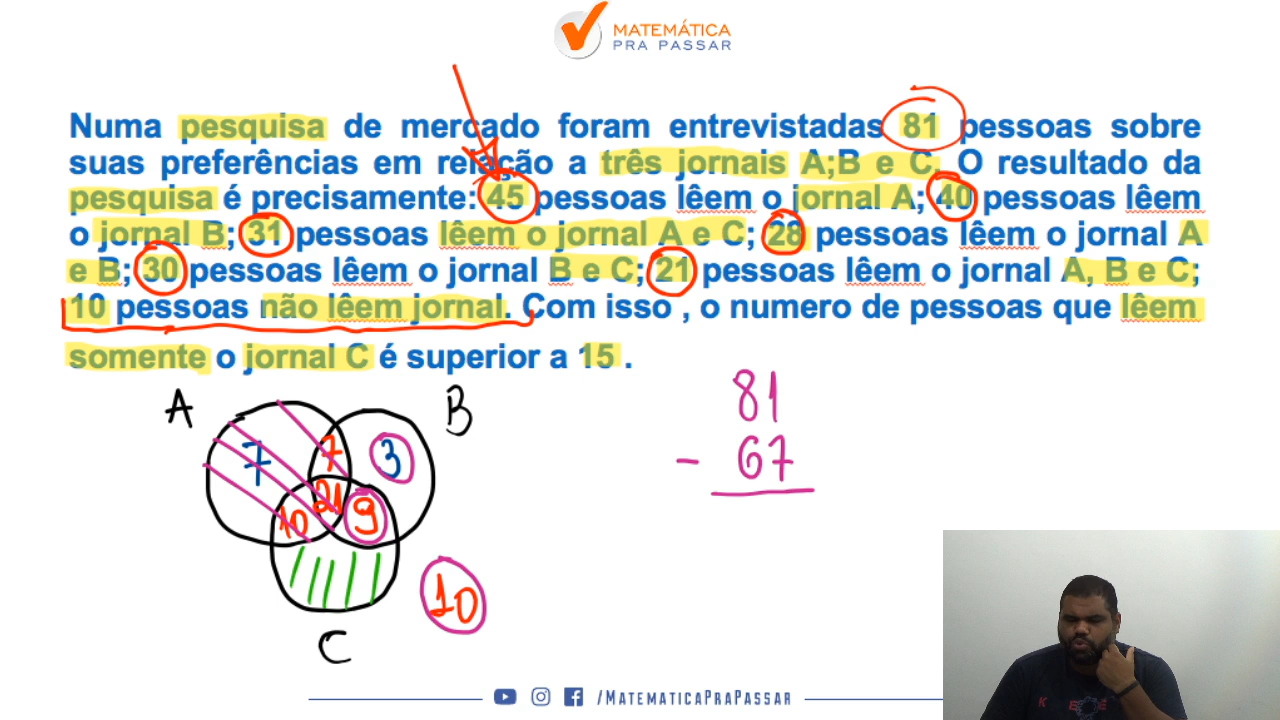 MATEMÁTICA
PRA PASSAR
Numa pesquisa de mercado foram entrevistadas 81 pessoas sobre
suas preferências em relação a três jornais A;B e C. O resultado da
pesquisa é precisamente: 45 pessoas lêem o jornal A; 40 pessoas lêem
o jornal B; 31 pessoas lêem o jornal A e C; 28 pessoas lêem o jornal A
e B; 30 pessoas lêem o jornal B e C; 21 pessoas lêem o jornal A, B e C;
10 pessoas não lêem jornal. Com isso , o numero de pessoas que lêem
somente o jornal C é superior a 15 .
A
B
7
7
3
21
10
9
10
C
81
- 67
/MATEMATICAPRAPASSAR